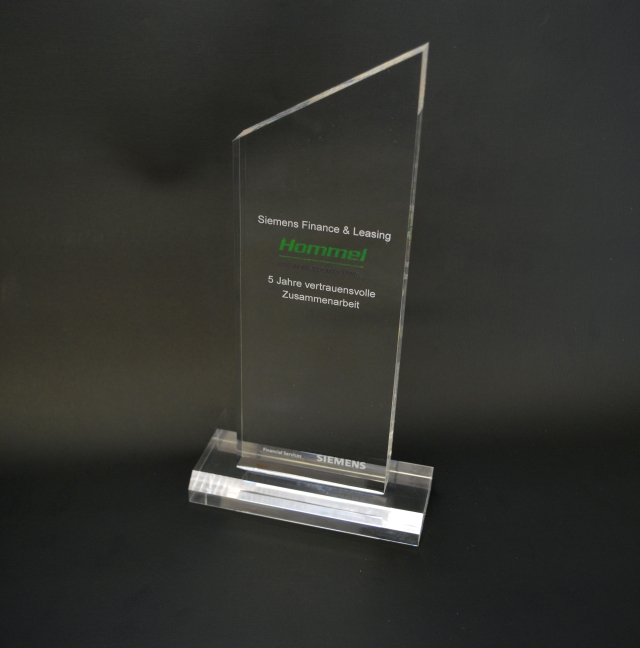 Siemens Finance & Leasing
Hommel
5 Jahre vertrauensvolle
Zusammenarbeit
Financial Services
SIEMENS